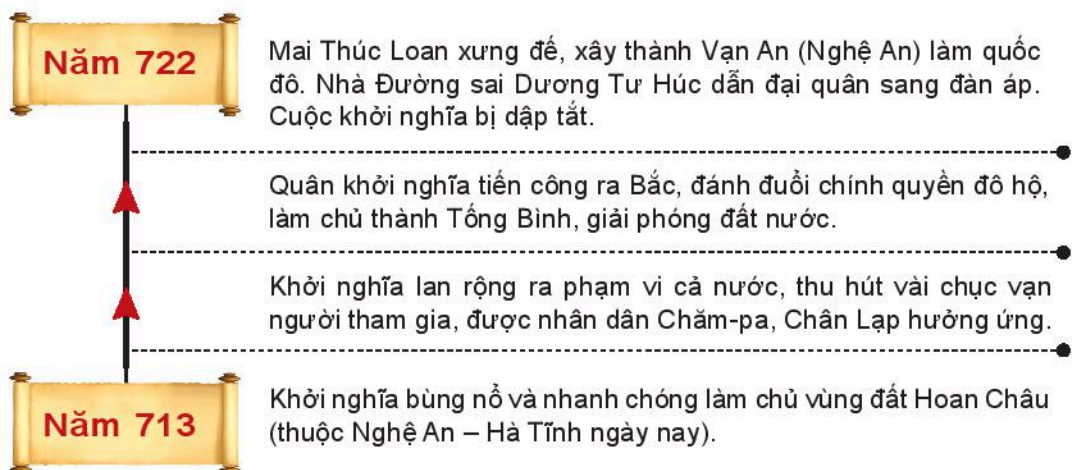 Năm 722
Mai Thúc Loan xưng đế, xây thành Vạn An (Nghệ An) làm quốc
đô. Nhà Đường sai Dương Tư Húc dẫn đại quân sang đàn áp.
Cuộc khởi nghĩa bị dập tắt.
Quân khởi nghĩa tiến công ra Bắc, đánh đuổi chính quyền đô hộ,
làm chủ thành Tống Bình, giải phóng đất nước.
Khởi nghĩa lan rộng ra phạm vi cả nước, thu hút vài chục vạn
người tham gia, được nhân dân Chăm-pa, Chân Lạp hưởng ứng.
Năm 713
Khởi nghĩa bùng nổ và nhanh chóng làm chủ vùng đất Hoan Châu
(thuộc Nghệ An – Hà Tĩnh ngày nay).